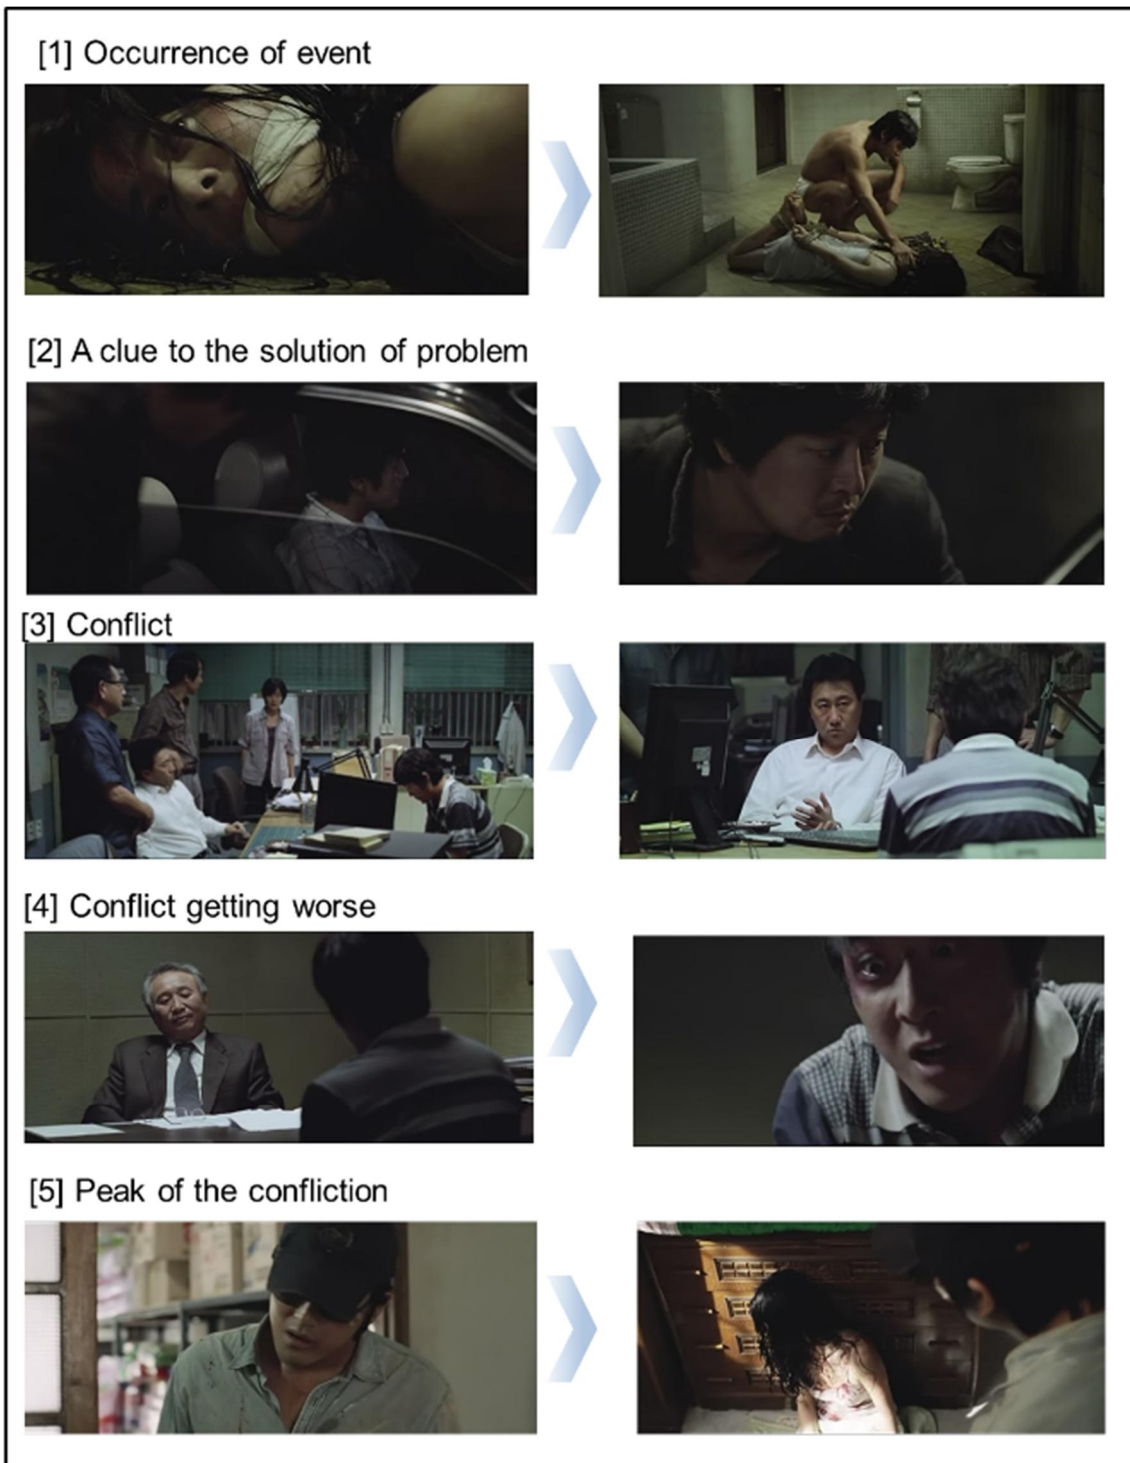 [1] Occurrence of event
[2] A clue to the solution of problem
[3] Conflict
[4] Conflict getting worse
[5] Peak of the confliction